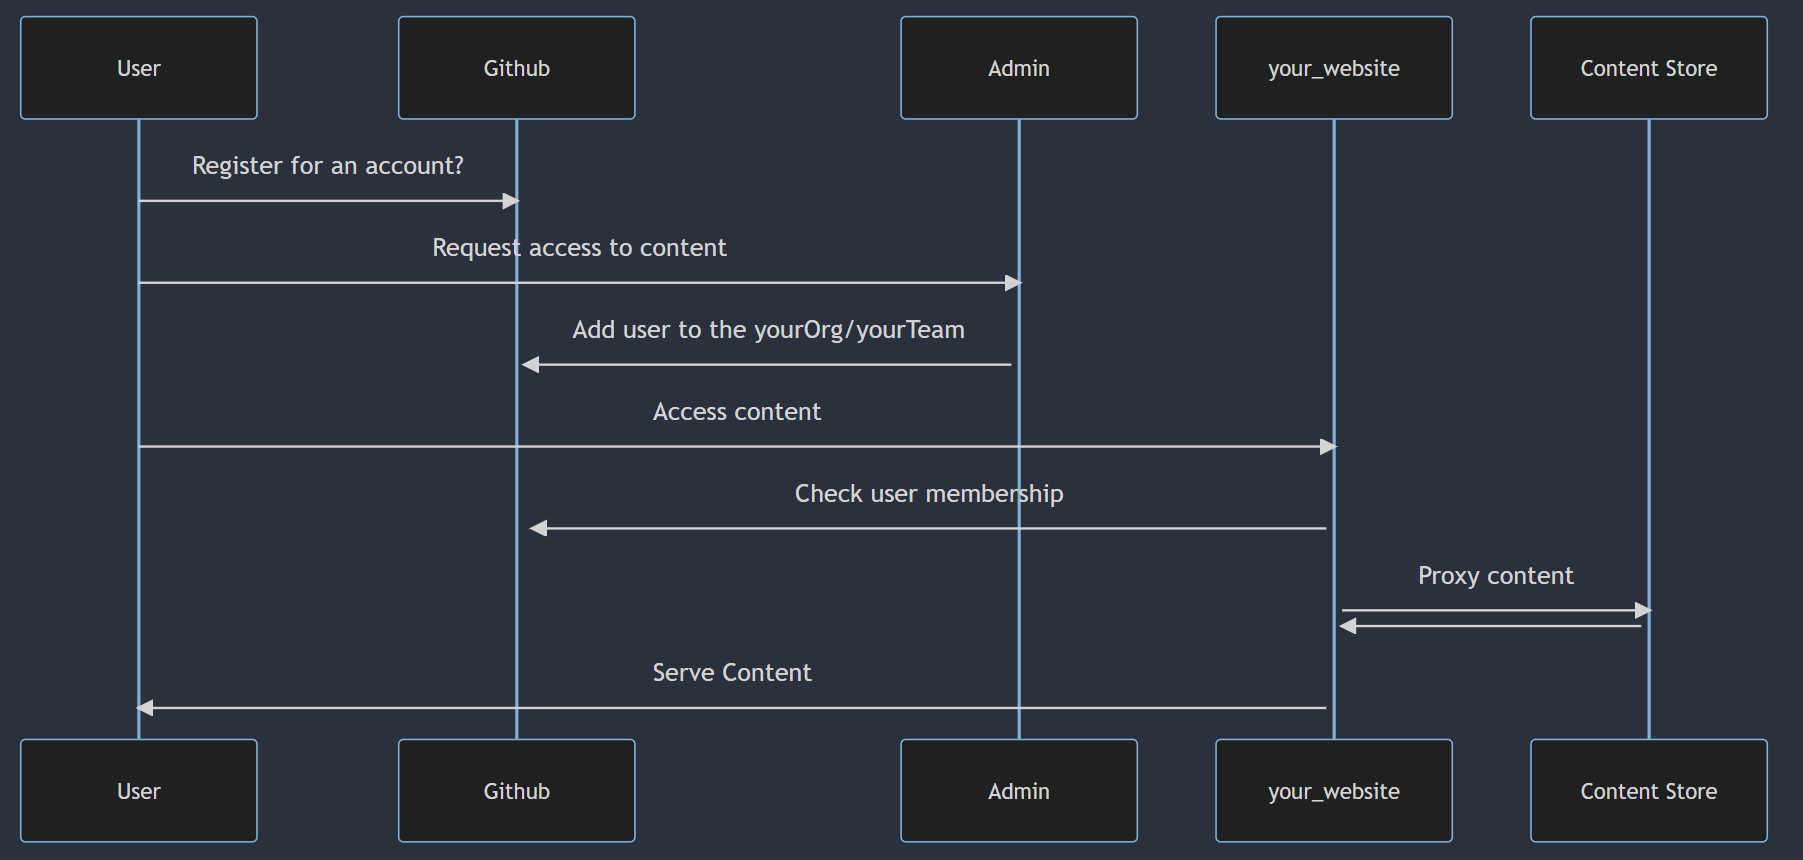 User
Github
Admin
your_website
Content Store
Register for an account?
Request access to content
Add user to the yourOrg/yourTeam
Access content
Check user membership
Proxy content
Serve Content
User
Github
Admin
your_website
Content Store